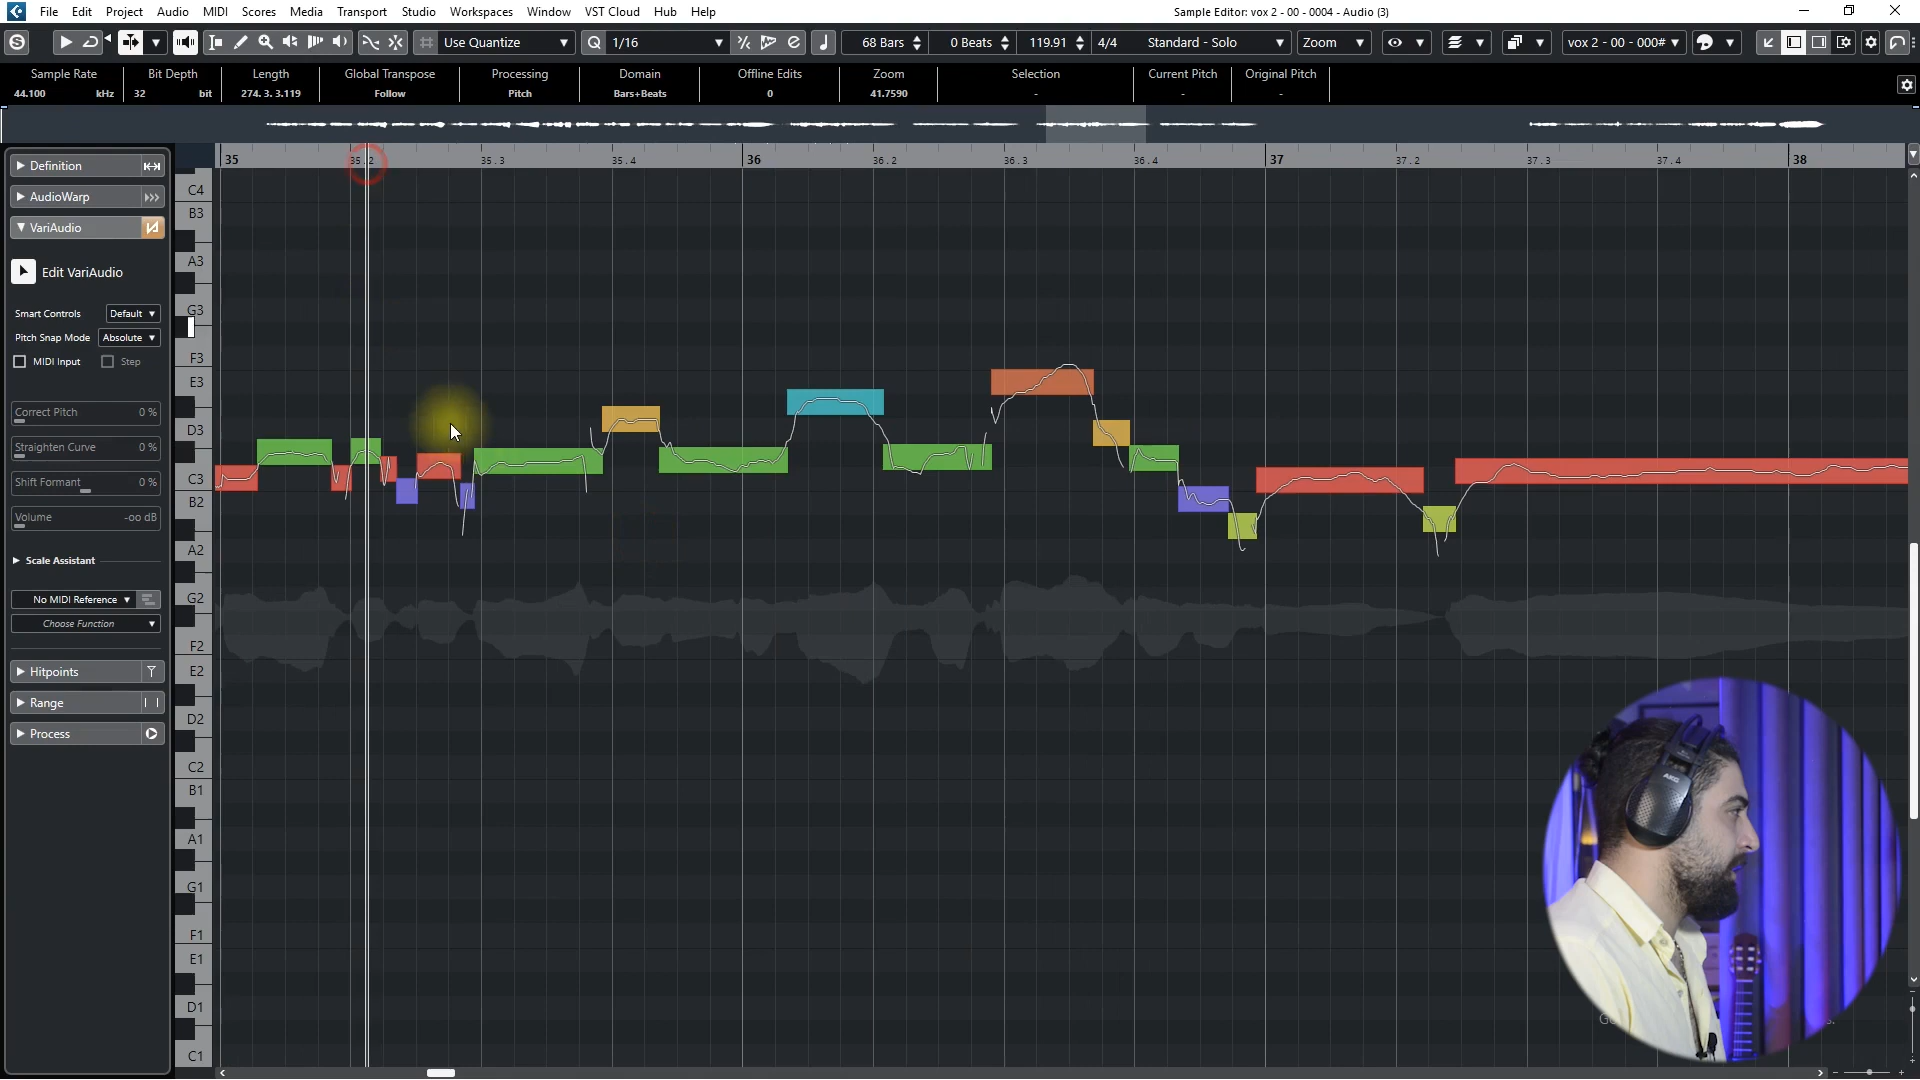 File Edit Project Audio MIDI Scores Media Transport Studio Workspaces Window VST Cloud Hub Help
Sample Editor: vox 2 - 00 - 0004 - Audio (3)
Use Quantize 1/16 68 Bars 0 Beats 119.91 4/4 Standard - Solo Zoom vox 2 - 00 - 000#
Sample Rate Bit Depth Length Global Transpose Processing Domain Offline Edits Zoom Selection Current Pitch Original Pitch
44.100 kHz 32 bit 274. 3. 3.119 Follow Pitch Bars+Beats 0 41.7590 - - -
35 35.2 35.3 35.4 36 36.2 36.3 36.4 37 37.2 37.3 37.4 38
Definition
AudioWarp
VariAudio
Edit VariAudio
Smart Controls Default
Pitch Snap Mode Absolute
MIDI Input Step
Correct Pitch 0 %
Straighten Curve 0 %
Shift Formant 0 %
Volume -oo dB
Scale Assistant
No MIDI Reference
Choose Function
Hitpoints
Range
Process
C4
B3
A3
G3
F3
E3
D3
C3
B2
A2
G2
F2
E2
D2
C2
B1
A1
G1
F1
E1
D1
C1
AKG